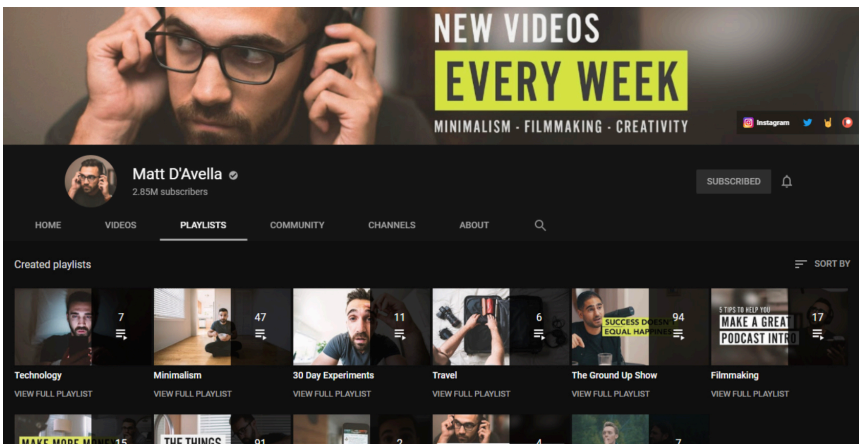 NEW VIDEOS
EVERY WEEK
MINIMALISM - FILMMAKING - CREATIVITY
Instagram
Matt D'Avella
2.85M subscribers
SUBSCRIBED
HOME VIDEOS PLAYLISTS COMMUNITY CHANNELS ABOUT
Created playlists
SORT BY
7
47
11
6
SUCCESS DOESN'T
EQUAL HAPPINESS
94
5 TIPS TO HELP YOU
MAKE A GREAT
PODCAST INTRO
17
Technology
Minimalism
30 Day Experiments
Travel
The Ground Up Show
Filmmaking
VIEW FULL PLAYLIST
VIEW FULL PLAYLIST
VIEW FULL PLAYLIST
VIEW FULL PLAYLIST
VIEW FULL PLAYLIST
VIEW FULL PLAYLIST
MAKE MORE MONEY
15
THE THINGS
91
2
4
7